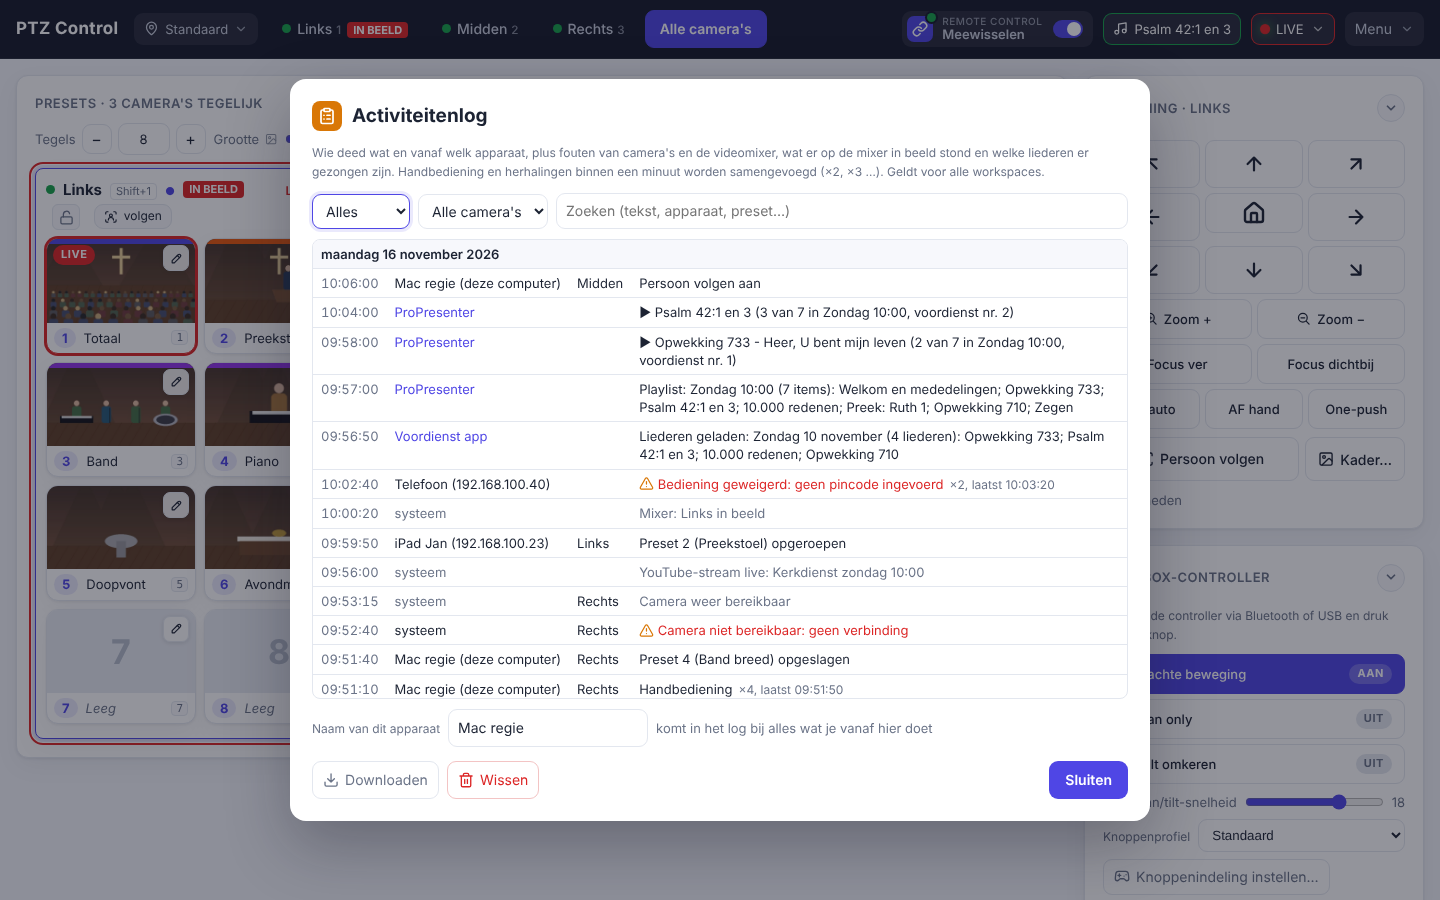 PTZ Control
Standaard
Links 1 IN BEELD
Midden 2
Rechts 3
Alle camera's
REMOTE CONTROL
Meewisselen
Psalm 42:1 en 3
LIVE
Menu
PRESETS · 3 CAMERA'S TEGELIJK
Tegels − 8 + Grootte
Links Shift+1 IN BEELD
volgen
LIVE
1 Totaal 1
2
3 Band 3
4 Piano
5 Doopvont 5
6
7
8
7 Leeg 7
8 Leeg
Activiteitenlog
Wie deed wat en vanaf welk apparaat, plus fouten van camera's en de videomixer, wat er op de mixer in beeld stond en welke liederen er
gezongen zijn. Handbediening en herhalingen binnen een minuut worden samengevoegd (×2, ×3 ...). Geldt voor alle workspaces.
Alles
Alle camera's
Zoeken (tekst, apparaat, preset...)
maandag 16 november 2026
10:06:00 Mac regie (deze computer) Midden Persoon volgen aan
10:04:00 ProPresenter ▶ Psalm 42:1 en 3 (3 van 7 in Zondag 10:00, voordienst nr. 2)
09:58:00 ProPresenter ▶ Opwekking 733 - Heer, U bent mijn leven (2 van 7 in Zondag 10:00,
voordienst nr. 1)
09:57:00 ProPresenter Playlist: Zondag 10:00 (7 items): Welkom en mededelingen; Opwekking 733;
Psalm 42:1 en 3; 10.000 redenen; Preek: Ruth 1; Opwekking 710; Zegen
09:56:50 Voordienst app Liederen geladen: Zondag 10 november (4 liederen): Opwekking 733; Psalm
42:1 en 3; 10.000 redenen; Opwekking 710
10:02:40 Telefoon (192.168.100.40) Bediening geweigerd: geen pincode ingevoerd ×2, laatst 10:03:20
10:00:20 systeem Mixer: Links in beeld
09:59:50 iPad Jan (192.168.100.23) Links Preset 2 (Preekstoel) opgeroepen
09:56:00 systeem YouTube-stream live: Kerkdienst zondag 10:00
09:53:15 systeem Rechts Camera weer bereikbaar
09:52:40 systeem Rechts Camera niet bereikbaar: geen verbinding
09:51:40 Mac regie (deze computer) Rechts Preset 4 (Band breed) opgeslagen
09:51:10 Mac regie (deze computer) Rechts Handbediening ×4, laatst 09:51:50
Naam van dit apparaat Mac regie komt in het log bij alles wat je vanaf hier doet
Downloaden
Wissen
Sluiten
· LINKS
Zoom +
Zoom −
ver
Focus dichtbij
AF hand
One-push
Persoon volgen
Kader...
-CONTROLLER
de controller via Bluetooth of USB en druk
beweging AAN
only UIT
omkeren UIT
/tilt-snelheid 18
Knoppenprofiel Standaard
Knoppenindeling instellen...